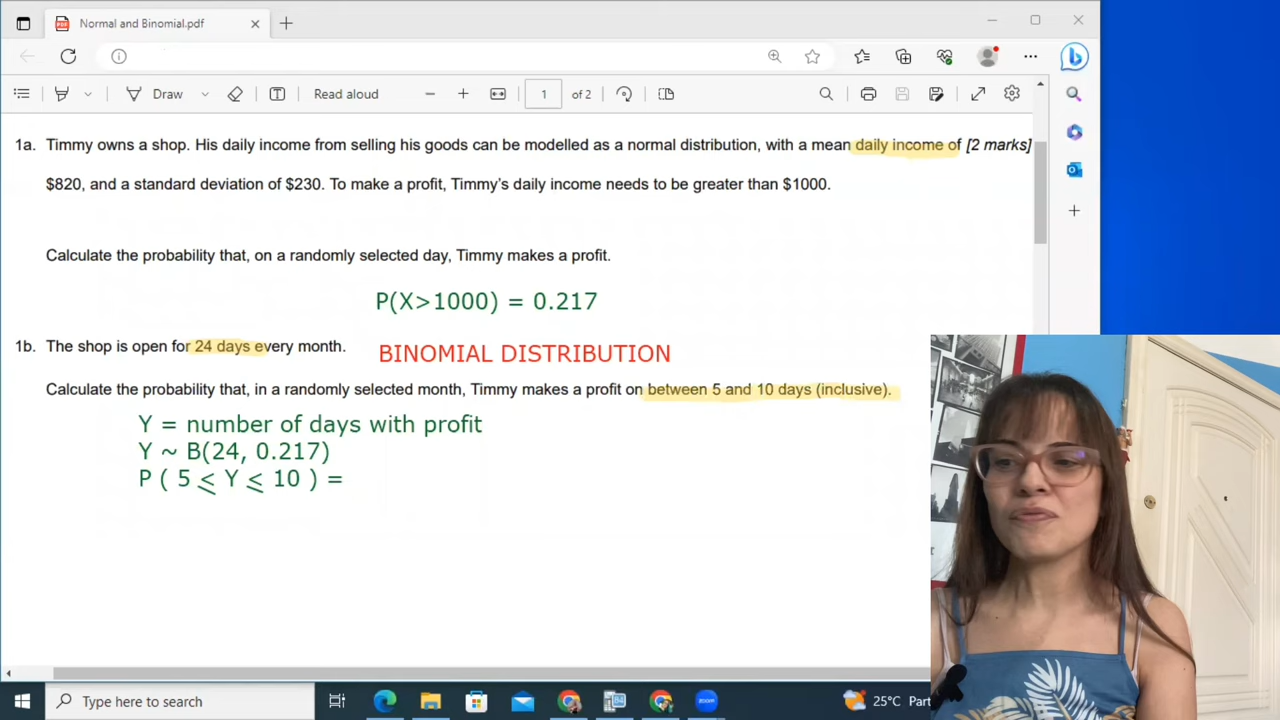 Normal and Binomial.pdf
Draw
Read aloud
1
of 2
1a. Timmy owns a shop. His daily income from selling his goods can be modelled as a normal distribution, with a mean daily income of [2 marks]
$820, and a standard deviation of $230. To make a profit, Timmy's daily income needs to be greater than $1000.
Calculate the probability that, on a randomly selected day, Timmy makes a profit.
P(X>1000) = 0.217
1b. The shop is open for 24 days every month.
BINOMIAL DISTRIBUTION
Calculate the probability that, in a randomly selected month, Timmy makes a profit on between 5 and 10 days (inclusive).
Y = number of days with profit
Y ~ B(24, 0.217)
P ( 5 ≤ Y ≤ 10 ) =
Type here to search
zoom
25°C Part